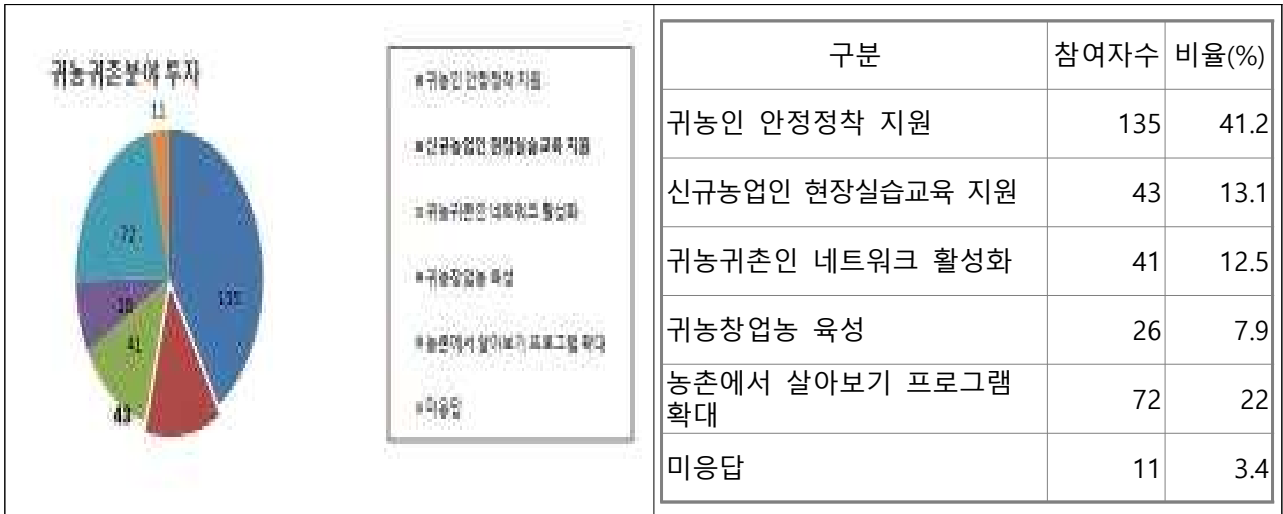 귀농귀촌분야 투자
11
72
41
43
귀농인 안정정착 지원
신규농업인 현장실습교육 지원
귀농귀촌인 네트워크 활성화
귀농창업농 육성
농촌에서 살아보기 프로그램 확대
미응답
구분 참여자수 비율(%)
귀농인 안정정착 지원 135 41.2
신규농업인 현장실습교육 지원 43 13.1
귀농귀촌인 네트워크 활성화 41 12.5
귀농창업농 육성 26 7.9
농촌에서 살아보기 프로그램
확대 72 22
미응답 11 3.4